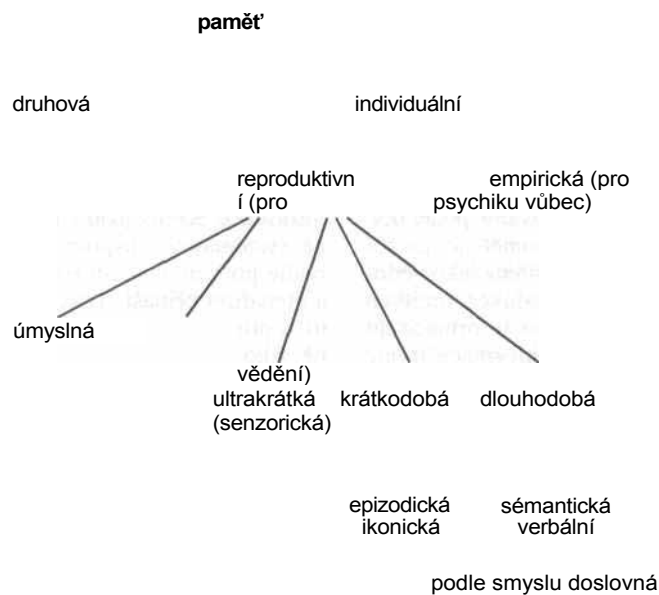 paměť
druhová individuální
reproduktivn empirická (pro
í (pro psychiku vůbec)
úmyslná
vědění)
ultrakrátká krátkodobá dlouhodobá
(senzorická)
epizodická sémantická
ikonická verbální
podle smyslu doslovná